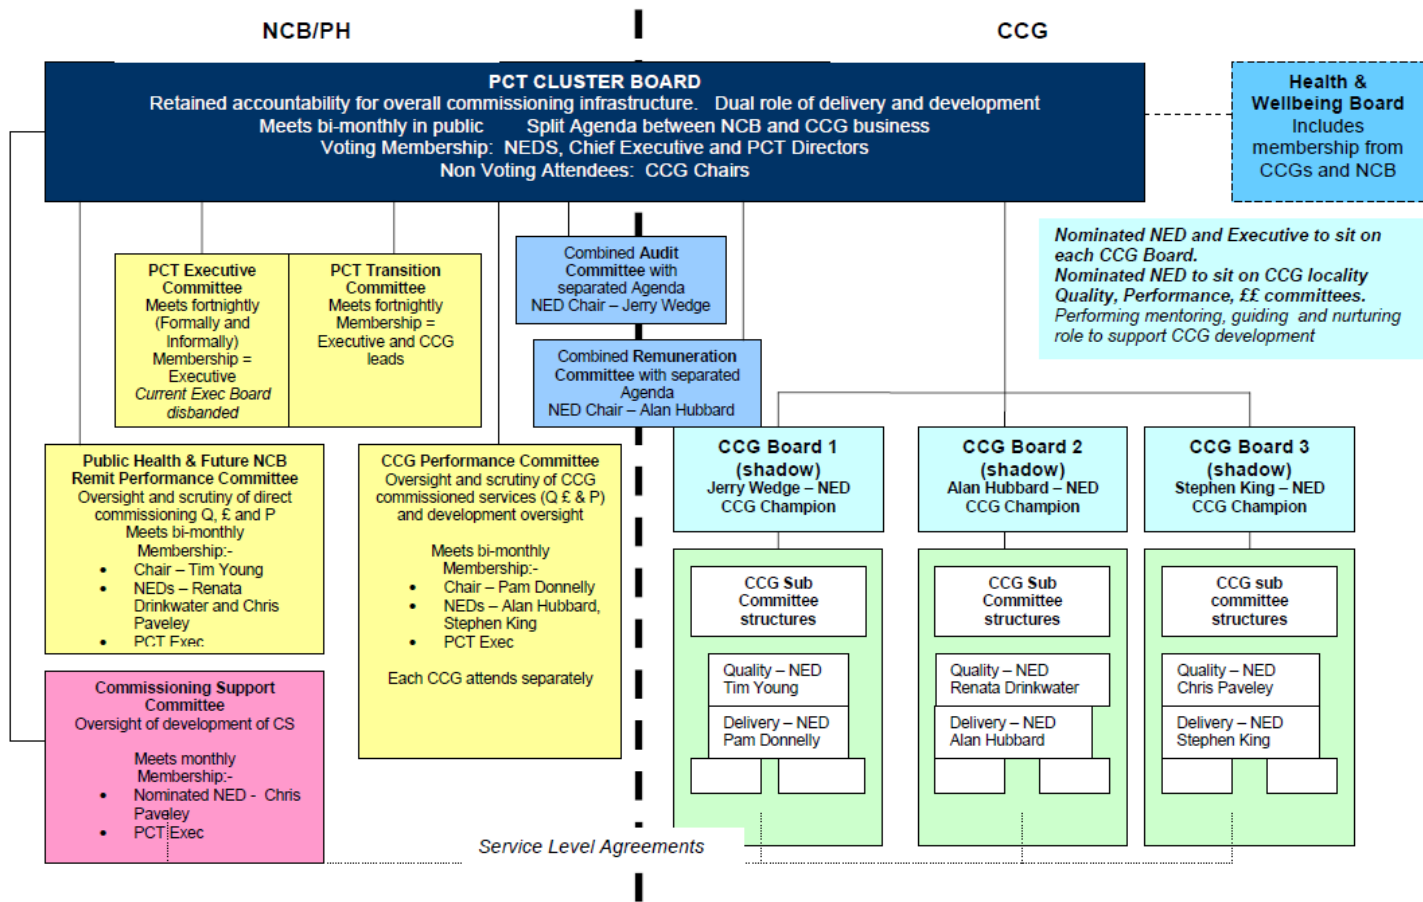 NCB/PH
CCG
PCT CLUSTER BOARD
Retained accountability for overall commissioning infrastructure. Dual role of delivery and development
Meets bi-monthly in public Split Agenda between NCB and CCG business
Voting Membership: NEDS, Chief Executive and PCT Directors
Non Voting Attendees: CCG Chairs
Health &
Wellbeing Board
Includes
membership from
CCGs and NCB
Nominated NED and Executive to sit on
each CCG Board.
Nominated NED to sit on CCG locality
Quality, Performance, ££ committees.
Performing mentoring, guiding and nurturing
role to support CCG development
PCT Executive
Committee
Meets fortnightly
(Formally and
Informally)
Membership =
Executive
Current Exec Board
disbanded
PCT Transition
Committee
Meets fortnightly
Membership =
Executive and CCG
leads
Combined Audit
Committee with
separated Agenda
NED Chair – Jerry Wedge
Combined Remuneration
Committee with separated
Agenda
NED Chair – Alan Hubbard
Public Health & Future NCB
Remit Performance Committee
Oversight and scrutiny of direct
commissioning Q, £ and P
Meets bi-monthly
Membership:-
• Chair – Tim Young
• NEDs – Renata
Drinkwater and Chris
Paveley
• PCT Exec
CCG Performance Committee
Oversight and scrutiny of CCG
commissioned services (Q £ & P)
and development oversight
Meets bi-monthly
Membership:-
• Chair – Pam Donnelly
• NEDs – Alan Hubbard,
Stephen King
• PCT Exec
Each CCG attends separately
Commissioning Support
Committee
Oversight of development of CS
Meets monthly
Membership:-
• Nominated NED - Chris
Paveley
• PCT Exec
CCG Board 1
(shadow)
Jerry Wedge – NED
CCG Champion
CCG Board 2
(shadow)
Alan Hubbard – NED
CCG Champion
CCG Board 3
(shadow)
Stephen King – NED
CCG Champion
CCG Sub
Committee
structures
Quality – NED
Tim Young
Delivery – NED
Pam Donnelly
CCG Sub
Committee
structures
Quality – NED
Renata Drinkwater
Delivery – NED
Alan Hubbard
CCG sub
committee
structures
Quality – NED
Chris Paveley
Delivery – NED
Stephen King
Service Level Agreements